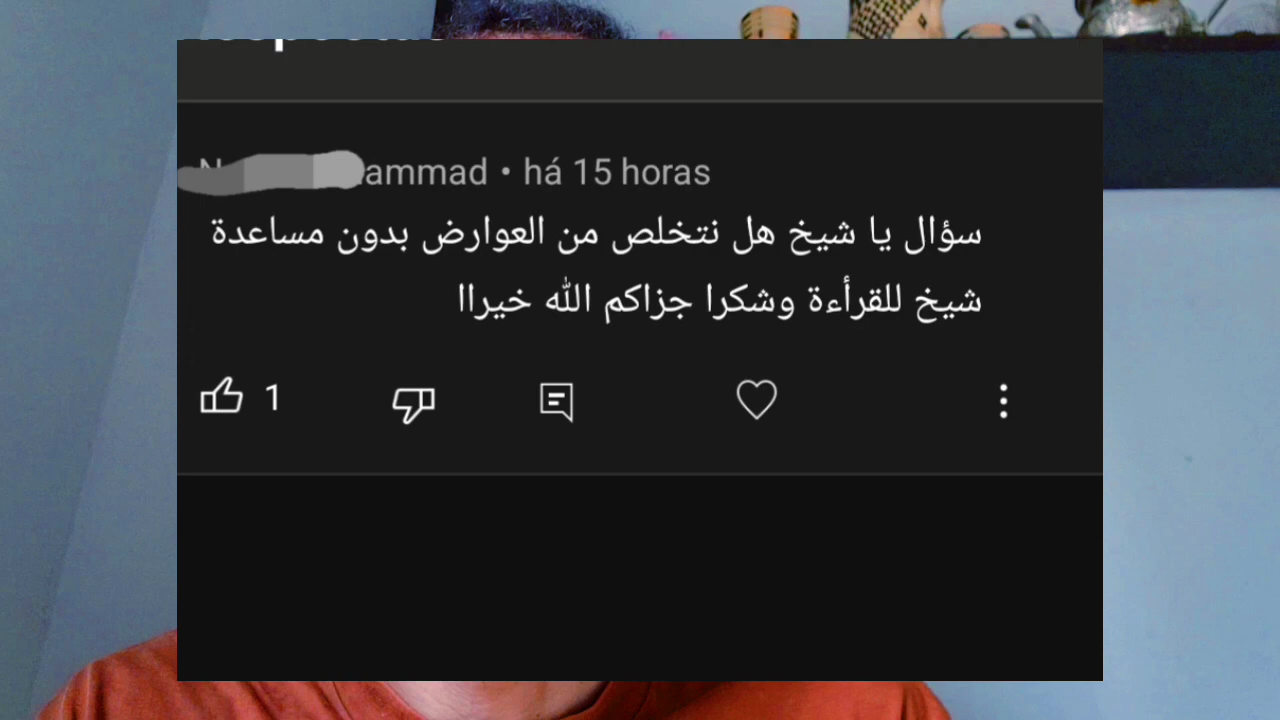 ammad • há 15 horas
سؤال يا شيخ هل نتخلص من العوارض بدون مساعدة
شيخ للقرأءة وشكرا جزاكم الله خيراا
1